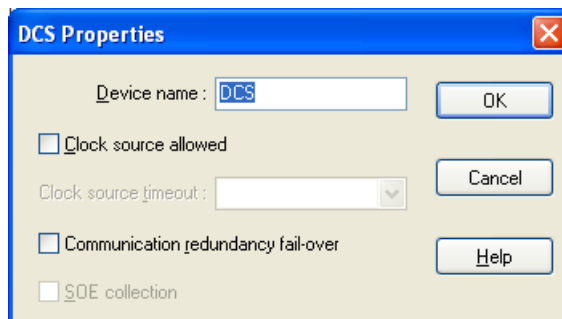 DCS Properties
Device name : DCS
OK
Clock source allowed
Clock source timeout :
Cancel
Communication redundancy fail-over
Help
SOE collection